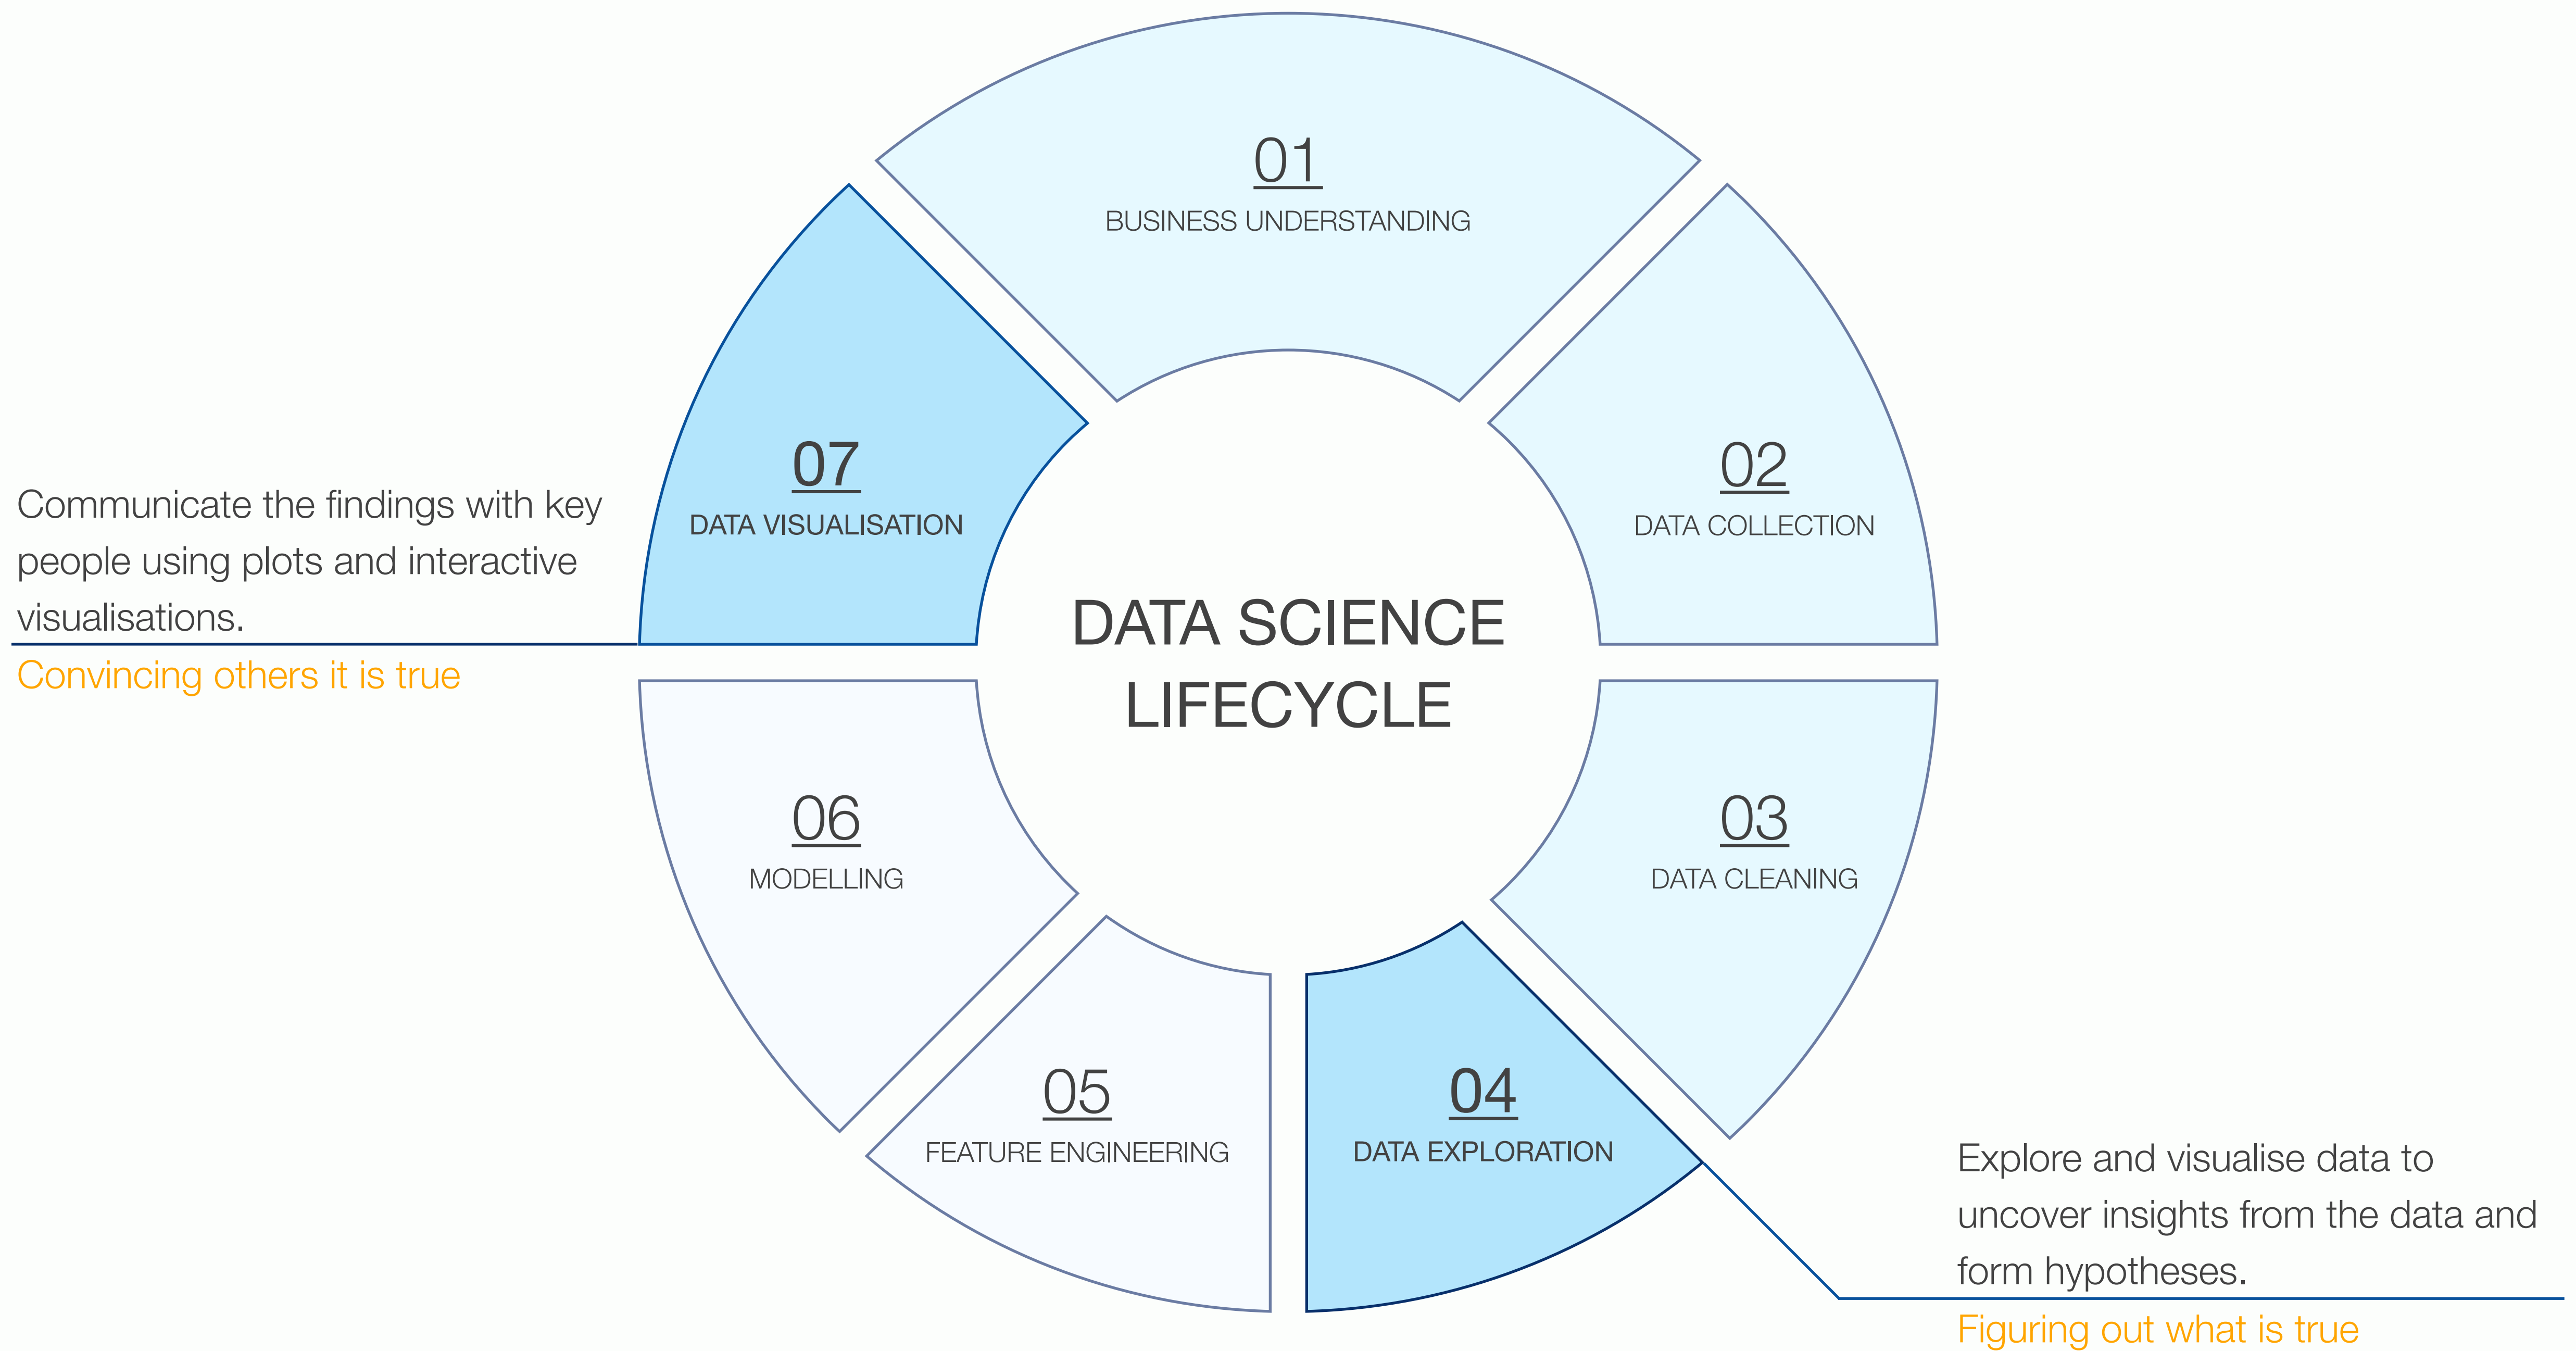 01
BUSINESS UNDERSTANDING
02
DATA COLLECTION
03
DATA CLEANING
04
DATA EXPLORATION
Explore and visualise data to
uncover insights from the data and
form hypotheses.
Figuring out what is true
05
FEATURE ENGINEERING
06
MODELLING
07
DATA VISUALISATION
Communicate the findings with key
people using plots and interactive
visualisations.
Convincing others it is true
DATA SCIENCE
LIFECYCLE